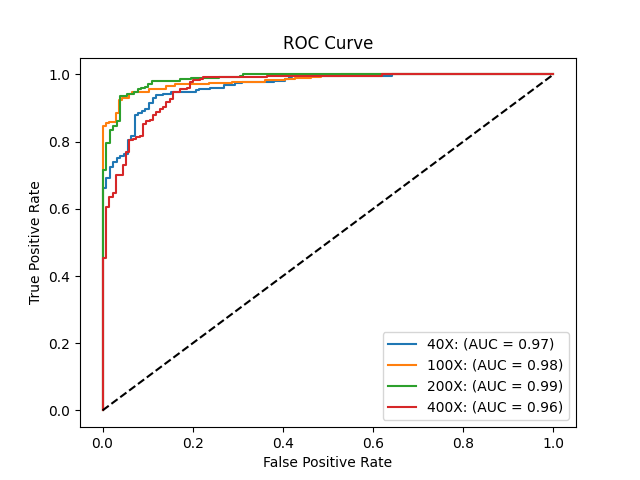 ROC Curve
True Positive Rate
1.0
0.8
0.6
0.4
0.2
0.0
0.0 0.2 0.4 0.6 0.8 1.0
False Positive Rate
40X: (AUC = 0.97)
100X: (AUC = 0.98)
200X: (AUC = 0.99)
400X: (AUC = 0.96)